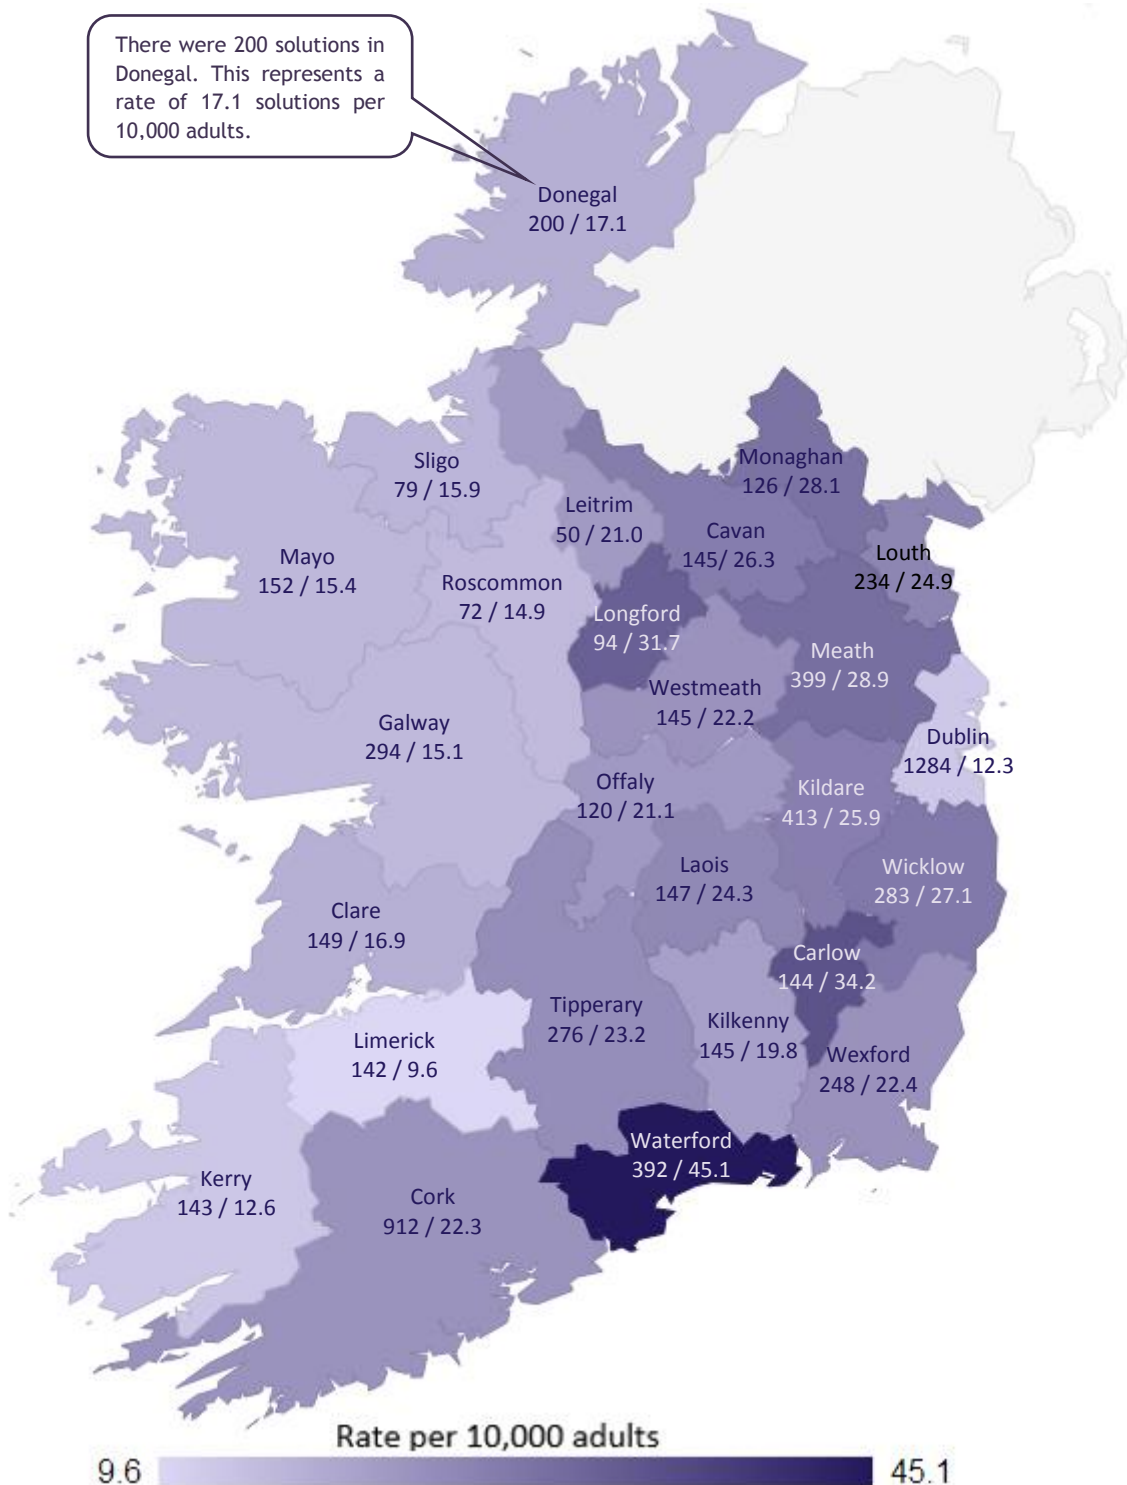 There were 200 solutions in
Donegal. This represents a
rate of 17.1 solutions per
10,000 adults.
Donegal
200 / 17.1
Monaghan
126 / 28.1
Sligo
79 / 15.9
Leitrim
50 / 21.0
Cavan
145/ 26.3
Louth
234 / 24.9
Mayo
152 / 15.4
Roscommon
72 / 14.9
Longford
94 / 31.7
Meath
399 / 28.9
Westmeath
145 / 22.2
Galway
294 / 15.1
Dublin
1284 / 12.3
Offaly
120 / 21.1
Kildare
413 / 25.9
Laois
147 / 24.3
Wicklow
283 / 27.1
Clare
149 / 16.9
Carlow
144 / 34.2
Tipperary
276 / 23.2
Kilkenny
145 / 19.8
Limerick
142 / 9.6
Wexford
248 / 22.4
Waterford
392 / 45.1
Kerry
143 / 12.6
Cork
912 / 22.3
Rate per 10,000 adults
9.6 45.1